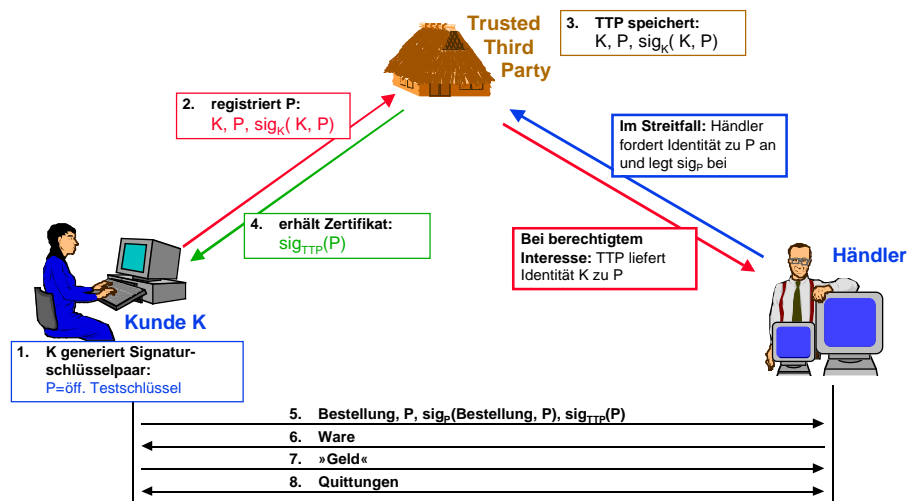 Trusted
Third
Party
3. TTP speichert:
K, P, sigK( K, P)
2. registriert P:
K, P, sigK( K, P)
Im Streitfall: Händler
fordert Identität zu P an
und legt sigP bei
4. erhält Zertifikat:
sigTTP(P)
Bei berechtigtem
Interesse: TTP liefert
Identität K zu P
Händler
Kunde K
1. K generiert Signatur-
schlüsselpaar:
P=öff. Testschlüssel
5. Bestellung, P, sigP(Bestellung, P), sigTTP(P)
6. Ware
7. »Geld«
8. Quittungen